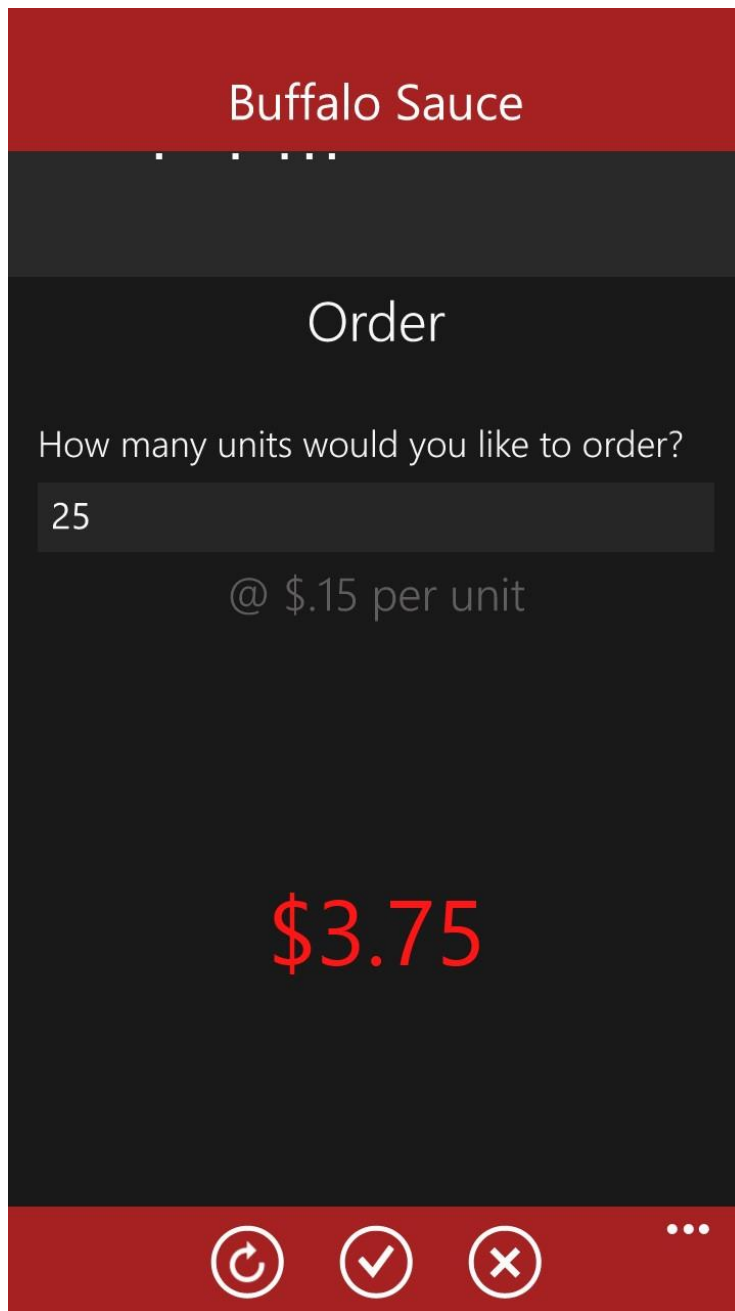 Buffalo Sauce
Order
How many units would you like to order?
25
@ $.15 per unit
$3.75